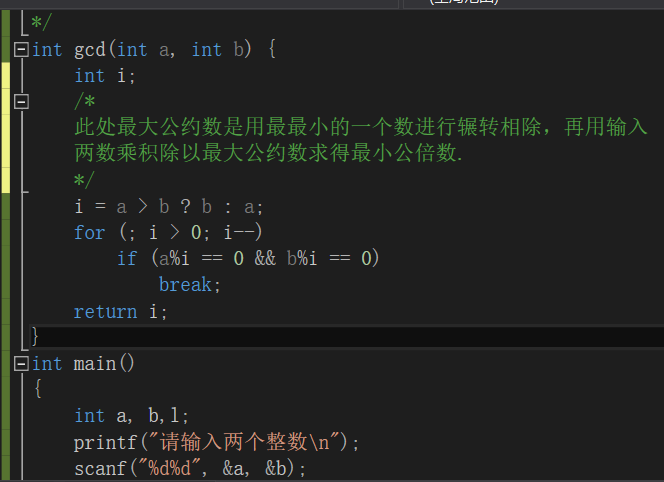 */
int gcd(int a, int b) {
int i;
/*
此处最大公约数是用最最小的一个数进行辗转相除，再用输入
两数乘积除以最大公约数求得最小公倍数.
*/
i = a > b ? b : a;
for (; i > 0; i--)
if (a%i == 0 && b%i == 0)
break;
return i;
}
int main()
{
int a, b,l;
printf("请输入两个整数\n");
scanf("%d%d", &a, &b);